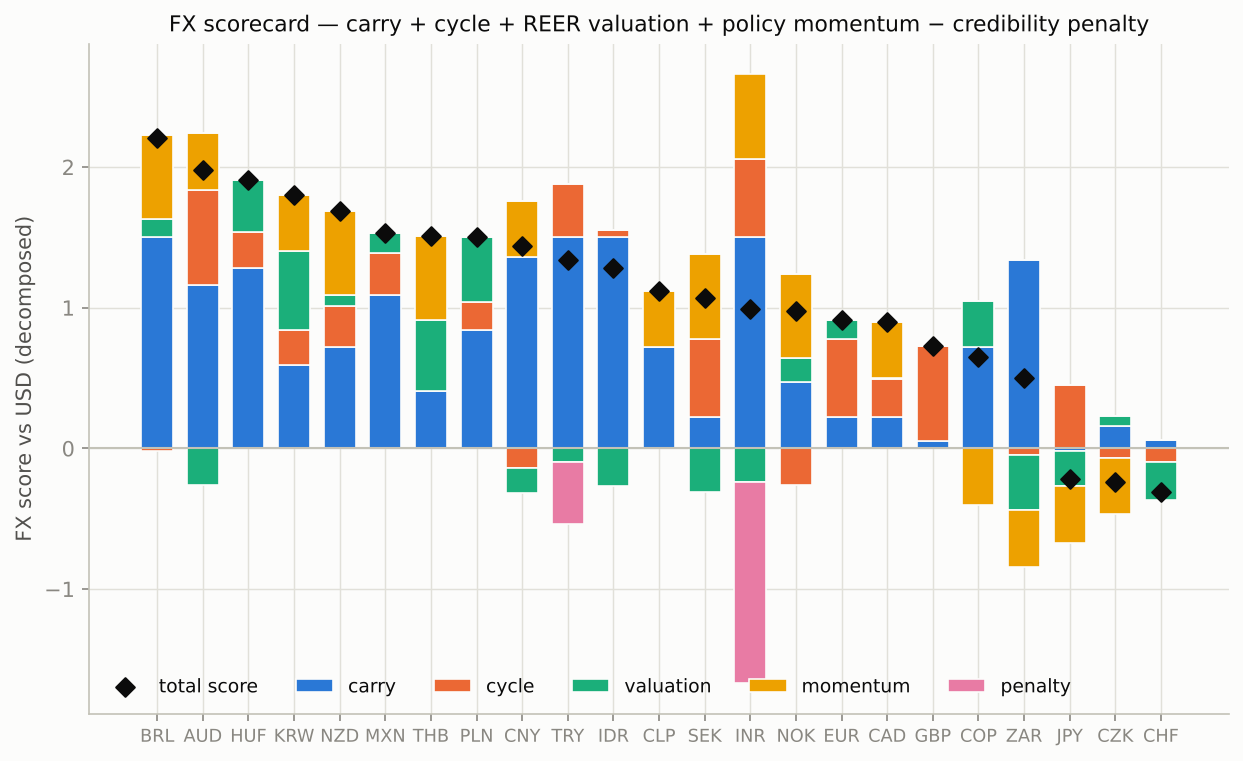 FX scorecard — carry + cycle + REER valuation + policy momentum − credibility penalty
FX score vs USD (decomposed)
2
1
0
−1
total score carry cycle valuation momentum penalty
BRL AUD HUF KRW NZD MXN THB PLN CNY TRY IDR CLP SEK INR NOK EUR CAD GBP COP ZAR JPY CZK CHF